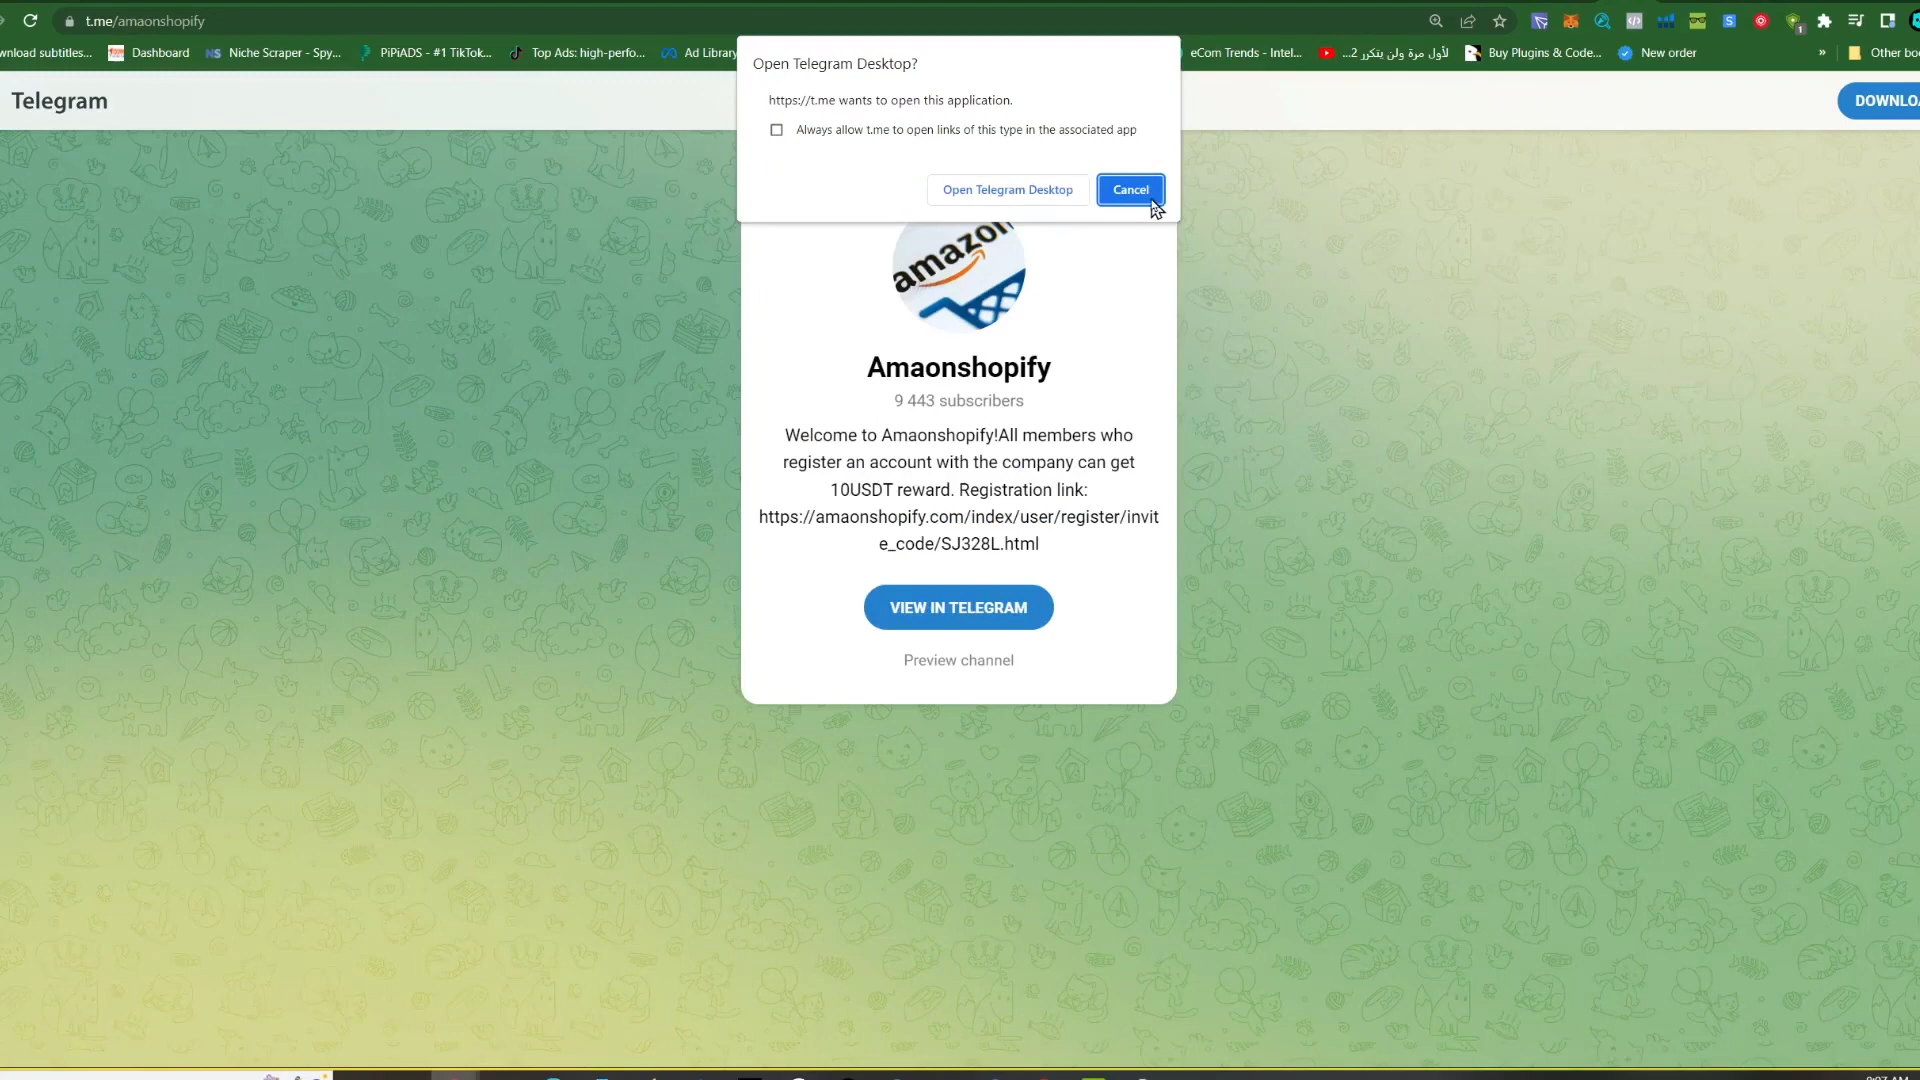 t.me/amaonshopify
wnload subtitles...
Dashboard
NS
Niche Scraper - Spy...
PiPiADS - #1 TikTok...
Top Ads: high-perfo...
Ad Library
eCom Trends - Intel...
لأول مرة ولن يتكرر 2...
Buy Plugins & Code...
New order
»
Other boo
Open Telegram Desktop?
https://t.me wants to open this application.
Always allow t.me to open links of this type in the associated app
Open Telegram Desktop
Cancel
Telegram
DOWNLOA
amazon
Amaonshopify
9 443 subscribers
Welcome to Amaonshopify!All members who
register an account with the company can get
10USDT reward. Registration link:
https://amaonshopify.com/index/user/register/invit
e_code/SJ328L.html
VIEW IN TELEGRAM
Preview channel